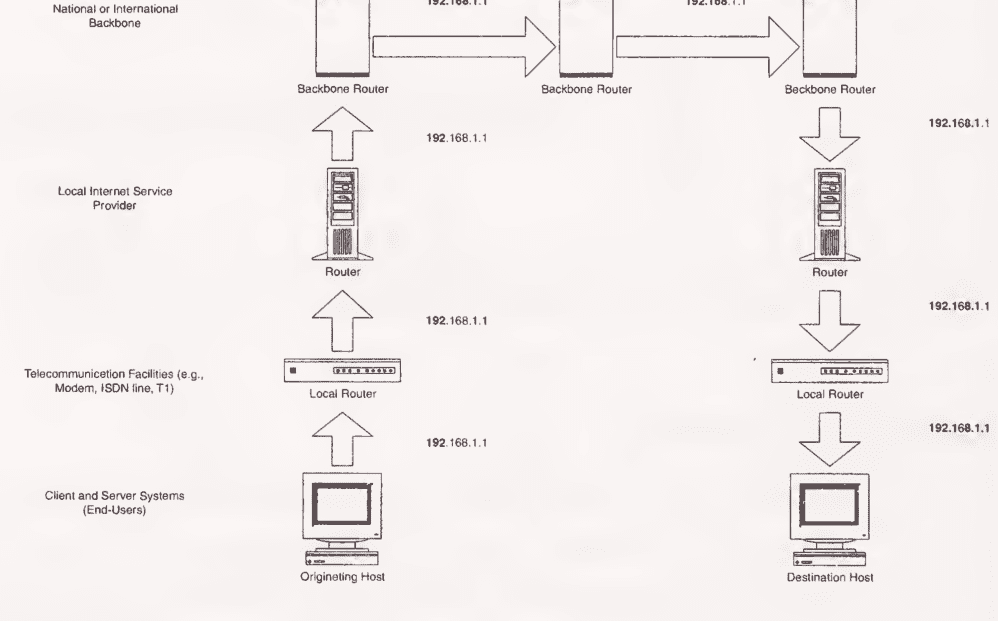 192.168.1.1
192.168.1.1
National or International
Backbone
Backbone Router
Backbone Router
Beckbone Router
192.168.1.1
192.168.1.1
Local Internet Service
Provider
Router
Router
192.168.1.1
192.168.1.1
Telecommunication Facilities (e.g.,
Modem, ISDN line, T1)
Local Router
Local Router
192.168.1.1
192.168.1.1
Client and Server Systems
(End-Users)
Origineting Host
Destination Host